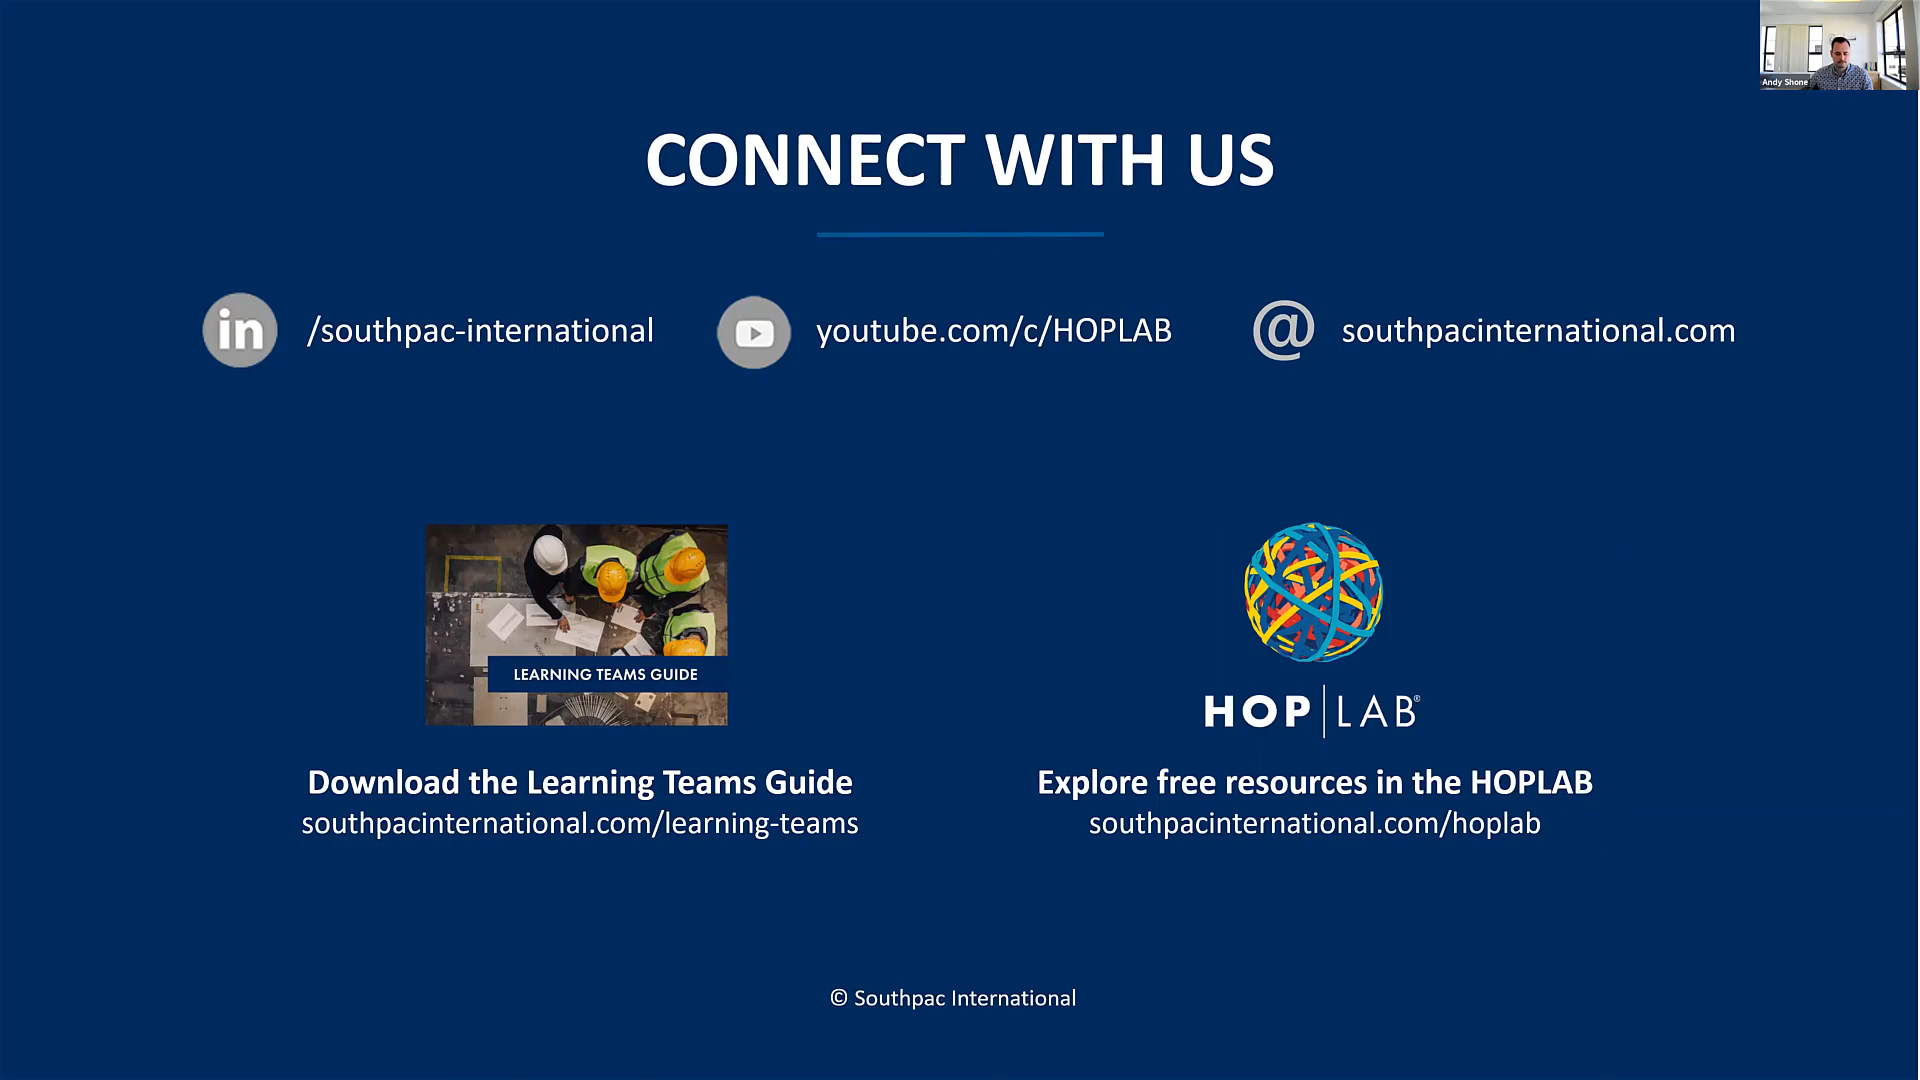 Andy Shone
CONNECT WITH US
in /southpac-international
youtube.com/c/HOPLAB
@ southpacinternational.com
LEARNING TEAMS GUIDE
HOP|LAB®
Download the Learning Teams Guide
southpacinternational.com/learning-teams
Explore free resources in the HOPLAB
southpacinternational.com/hoplab
© Southpac International